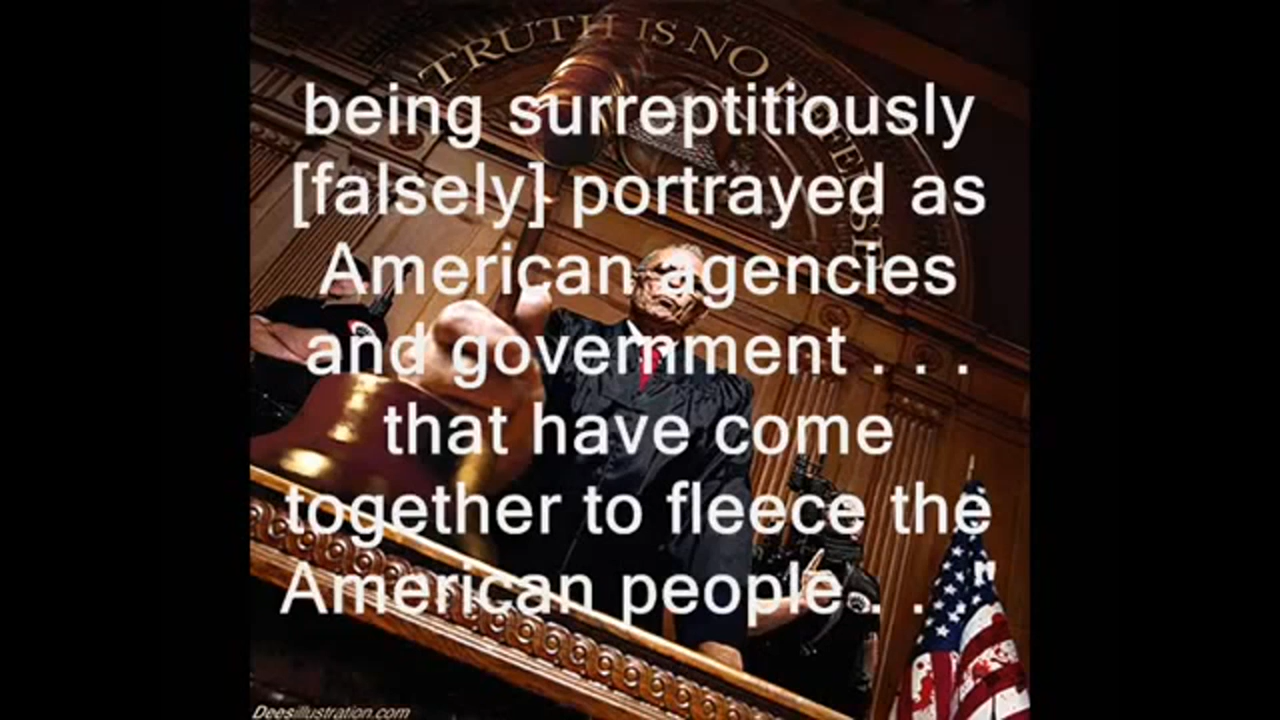 TRUTH IS NO DEFENSE
being surreptitiously
[falsely] portrayed as
American agencies
and government . . .
that have come
together to fleece the
American people . . ."
Deesillustration.com